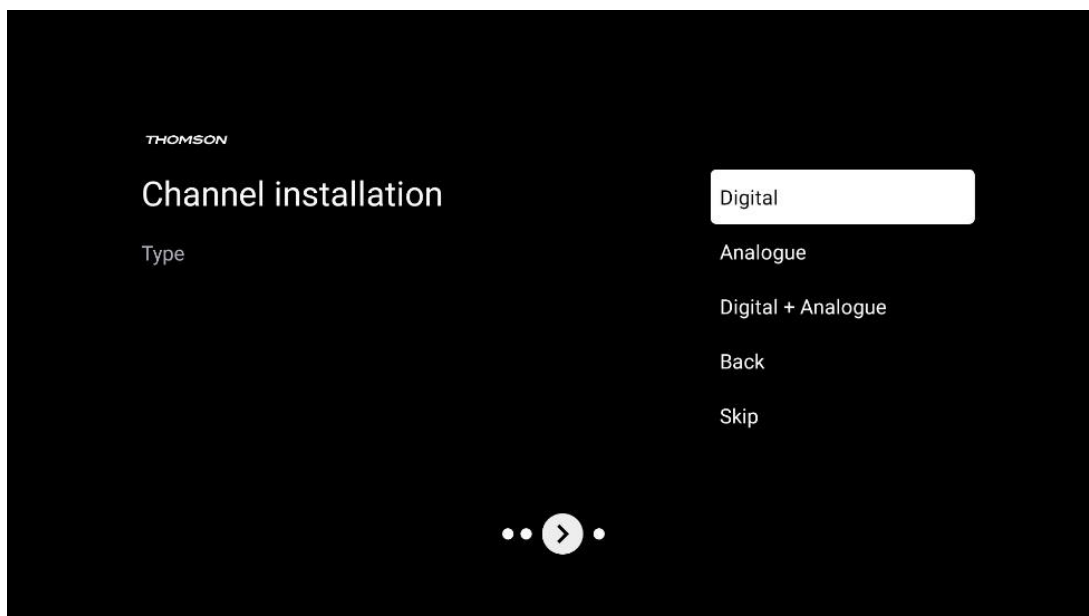 THOMSON
Channel installation
Type
Digital
Analogue
Digital + Analogue
Back
Skip